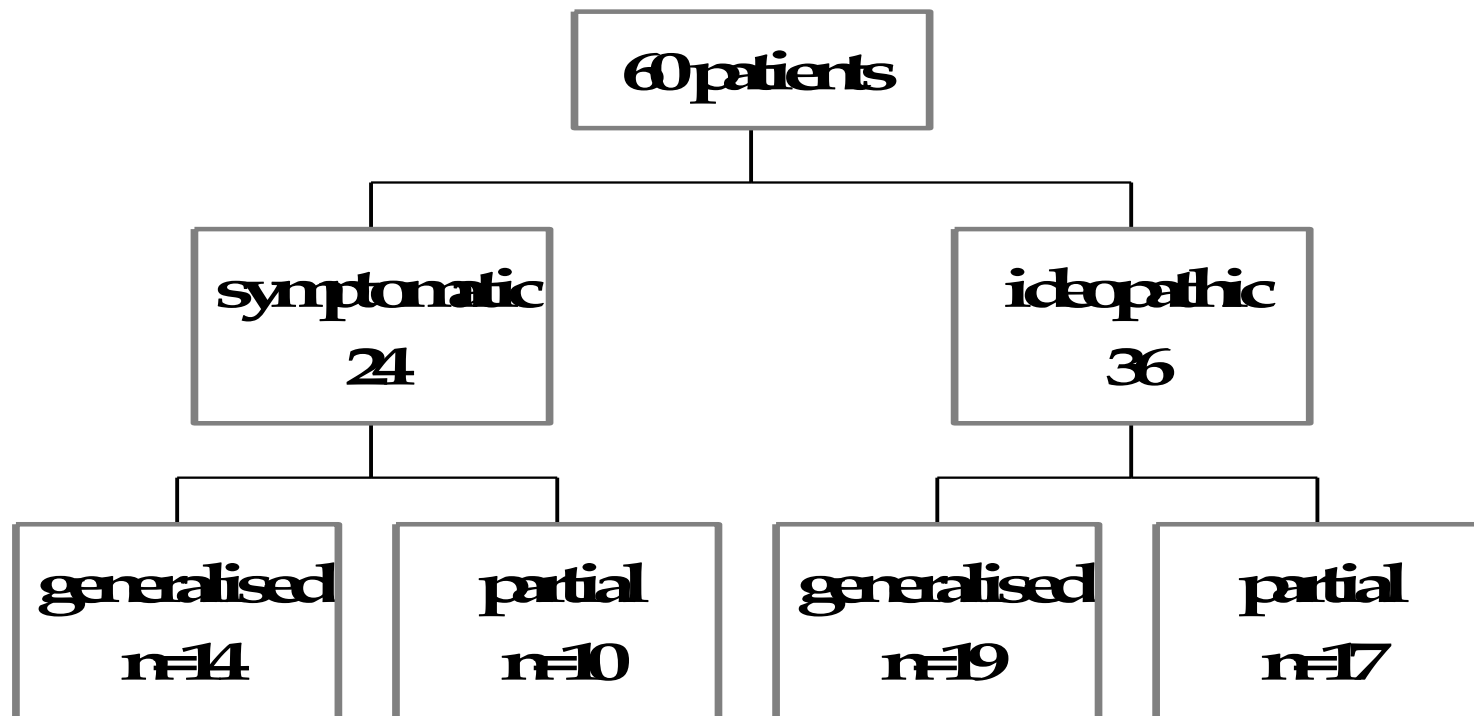 60 patients
symptomatic
24
ideopathic
36
generalised
n=14
partial
n=10
generalised
n=19
partial
n=17